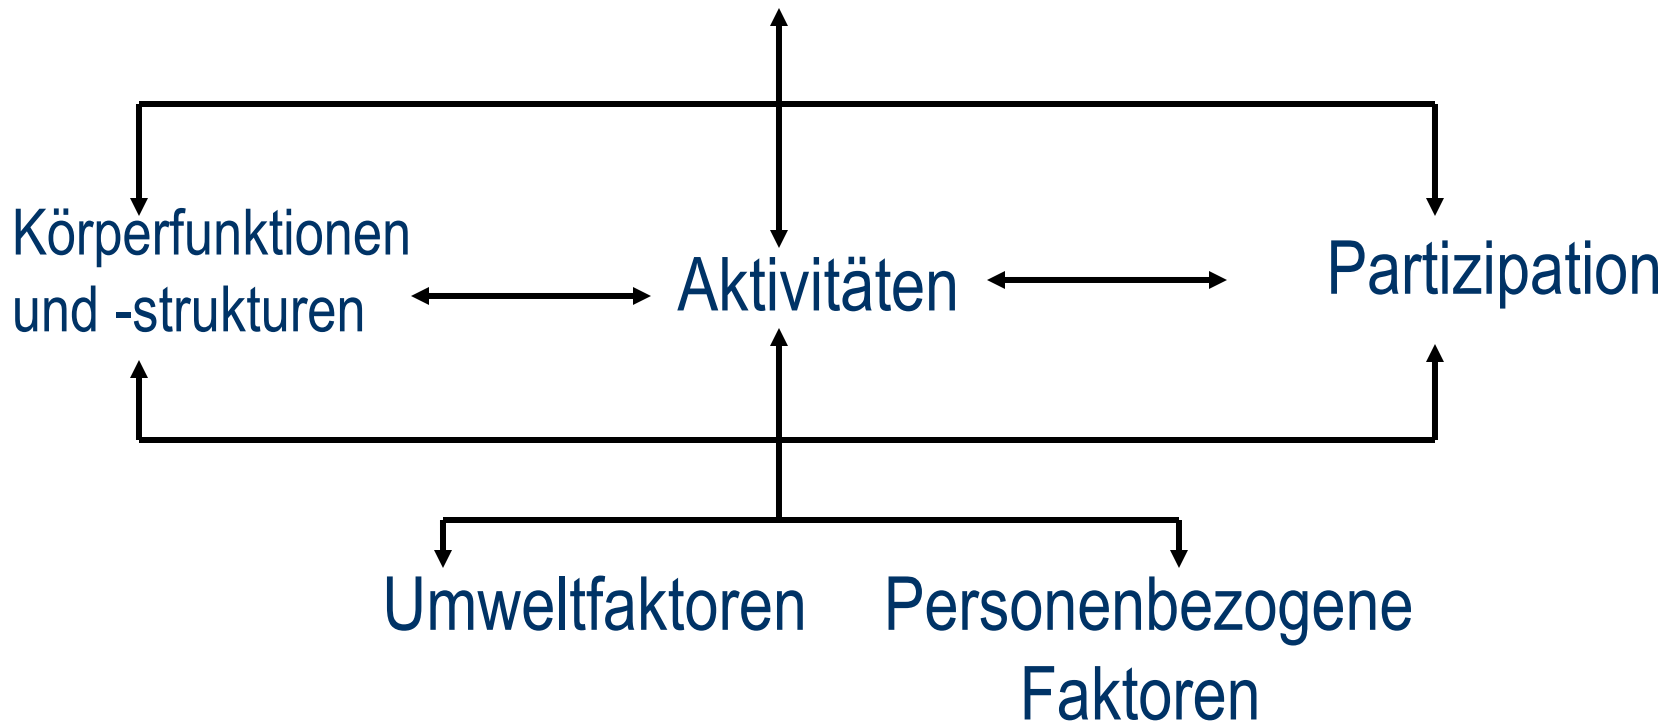 Körperfunktionen
und -strukturen
Aktivitäten
Partizipation
Umweltfaktoren
Personenbezogene
Faktoren